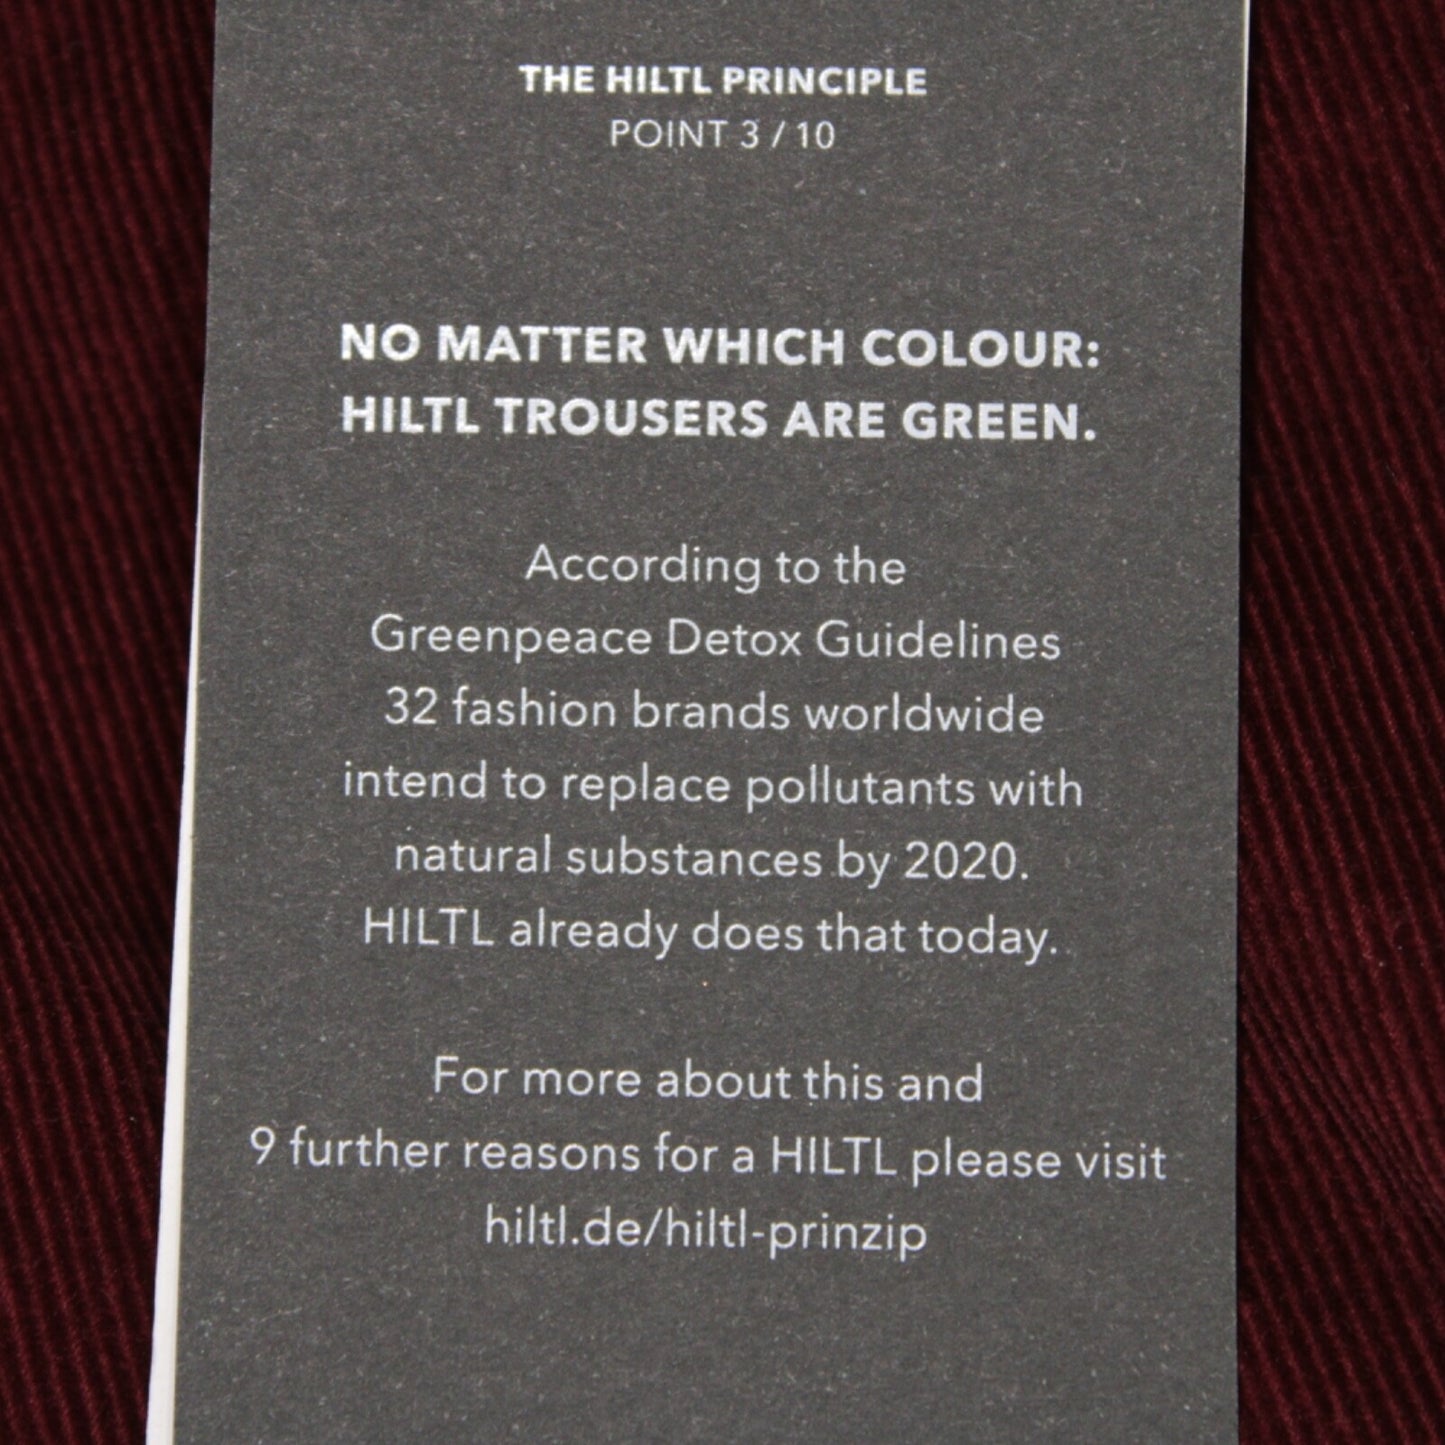 THE HILTL PRINCIPLE
POINT 3 / 10
NO MATTER WHICH COLOUR:
HILTL TROUSERS ARE GREEN.
According to the
Greenpeace Detox Guidelines
32 fashion brands worldwide
intend to replace pollutants with
natural substances by 2020.
HILTL already does that today.
For more about this and
9 further reasons for a HILTL please visit
hiltl.de/hiltl-prinzip